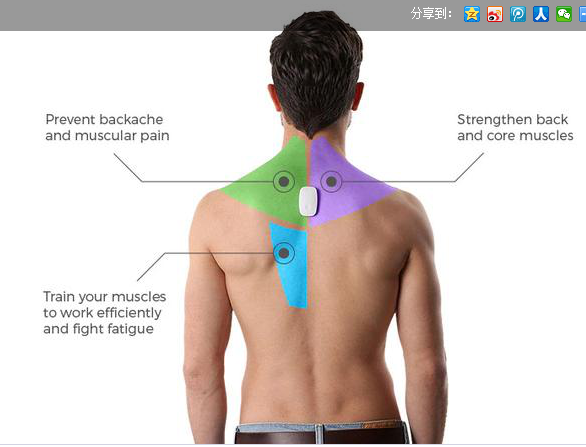 分享到：
Prevent backache
and muscular pain
Strengthen back
and core muscles
Train your muscles
to work efficiently
and fight fatigue